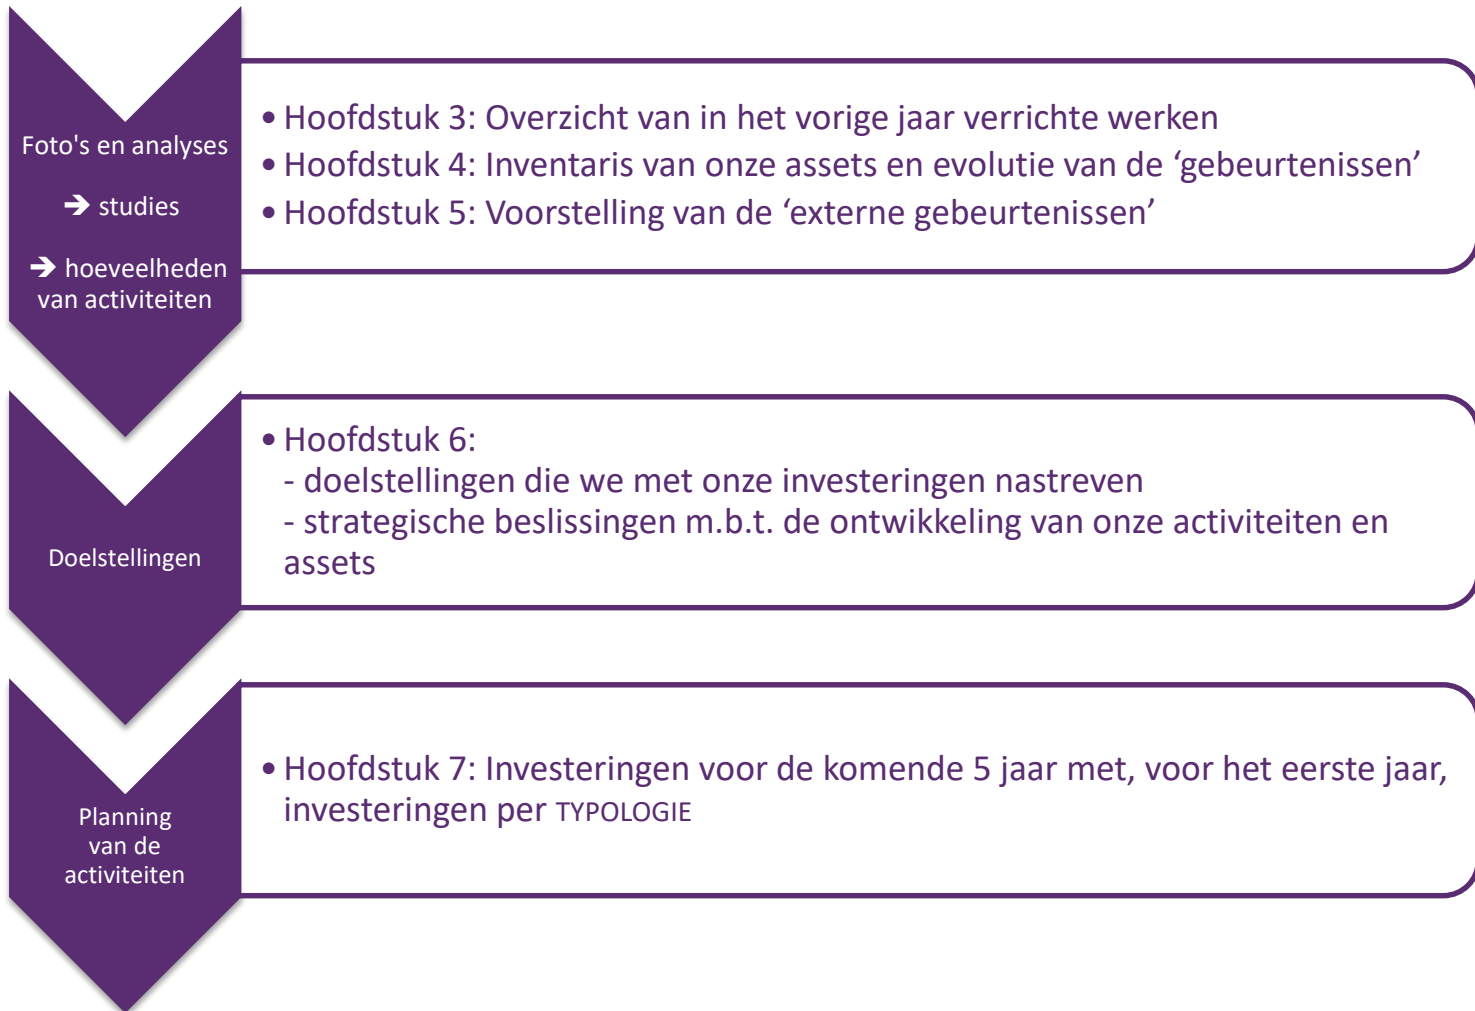 Foto's en analyses
➔ studies
➔ hoeveelheden
van activiteiten
• Hoofdstuk 3: Overzicht van in het vorige jaar verrichte werken
• Hoofdstuk 4: Inventaris van onze assets en evolutie van de ‘gebeurtenissen’
• Hoofdstuk 5: Voorstelling van de ‘externe gebeurtenissen’
Doelstellingen
• Hoofdstuk 6:
- doelstellingen die we met onze investeringen nastreven
- strategische beslissingen m.b.t. de ontwikkeling van onze activiteiten en
assets
Planning
van de
activiteiten
• Hoofdstuk 7: Investeringen voor de komende 5 jaar met, voor het eerste jaar,
investeringen per TYPOLOGIE